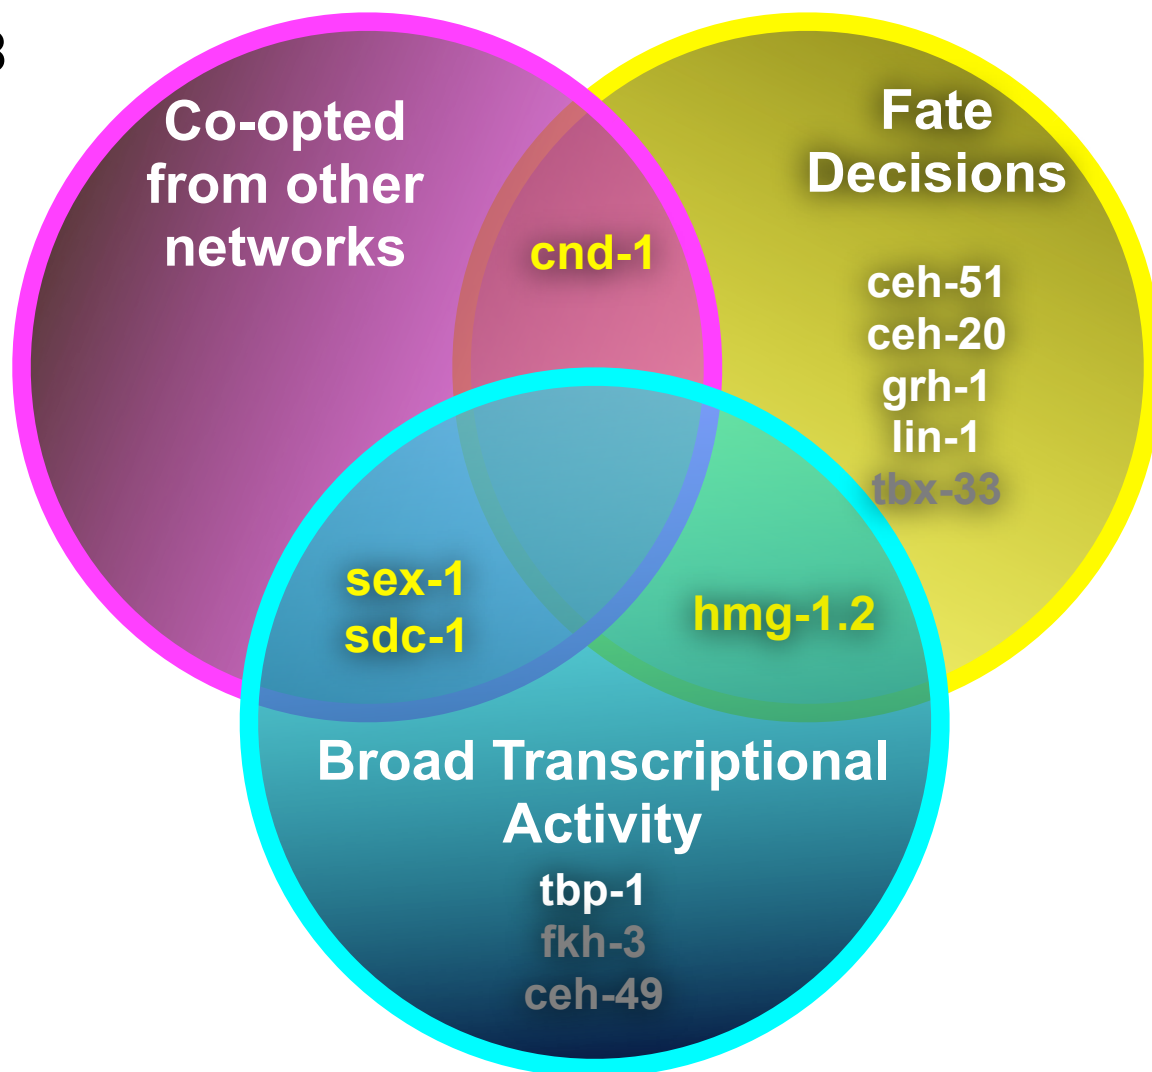 B
Co-opted
from other
networks
Fate
Decisions
cnd-1
ceh-51
ceh-20
grh-1
lin-1
tbx-33
sex-1
sdc-1
hmg-1.2
Broad Transcriptional
Activity
tbp-1
fkh-3
ceh-49